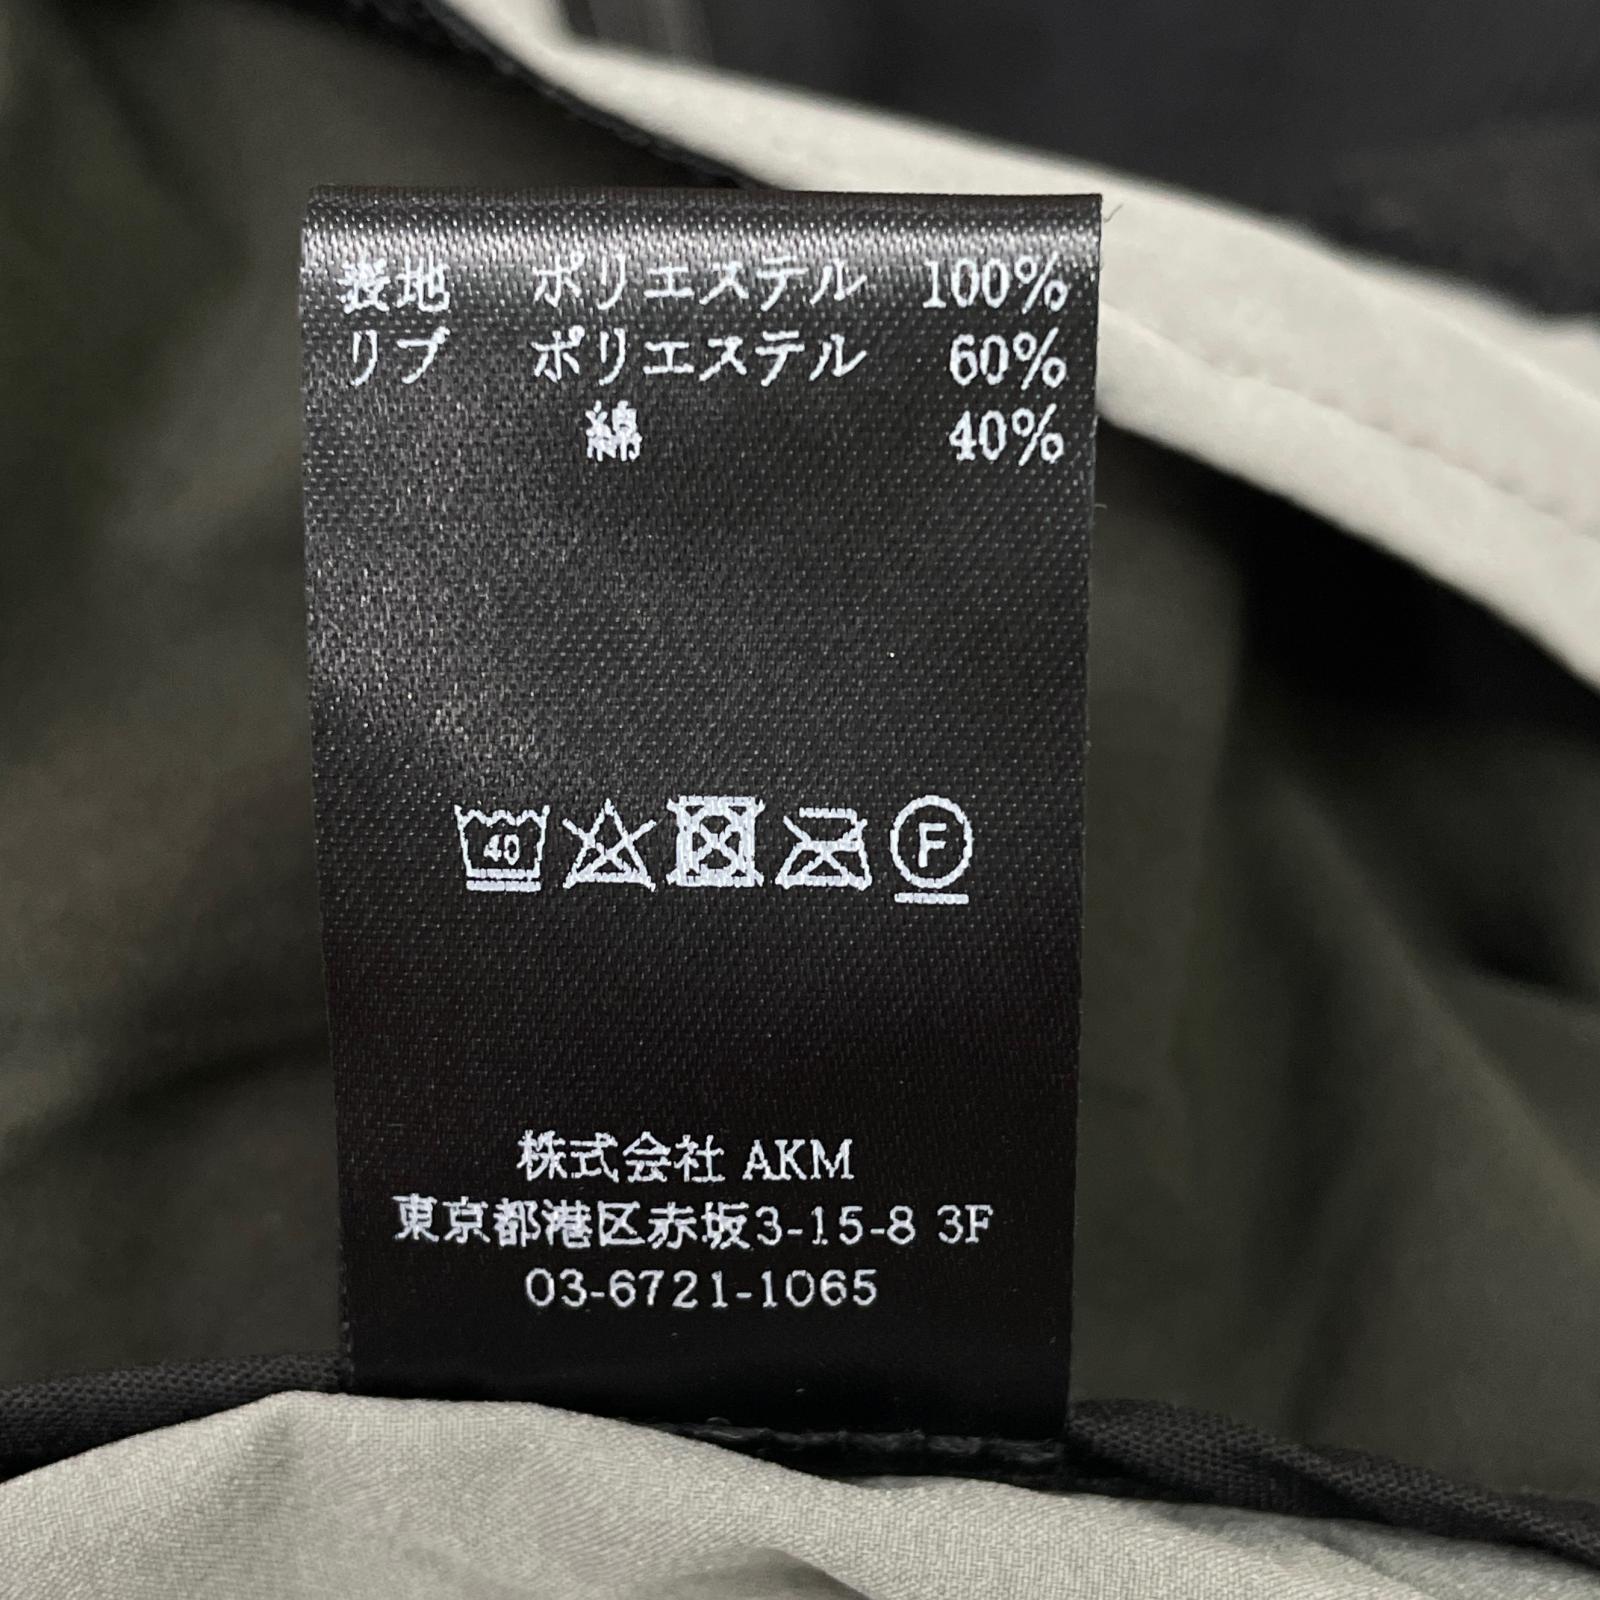 表地 ポリエステル 100%
リブ ポリエステル 60%
綿 40%
40 F
株式会社 AKM
東京都港区赤坂3-15-8 3F
03-6721-1065